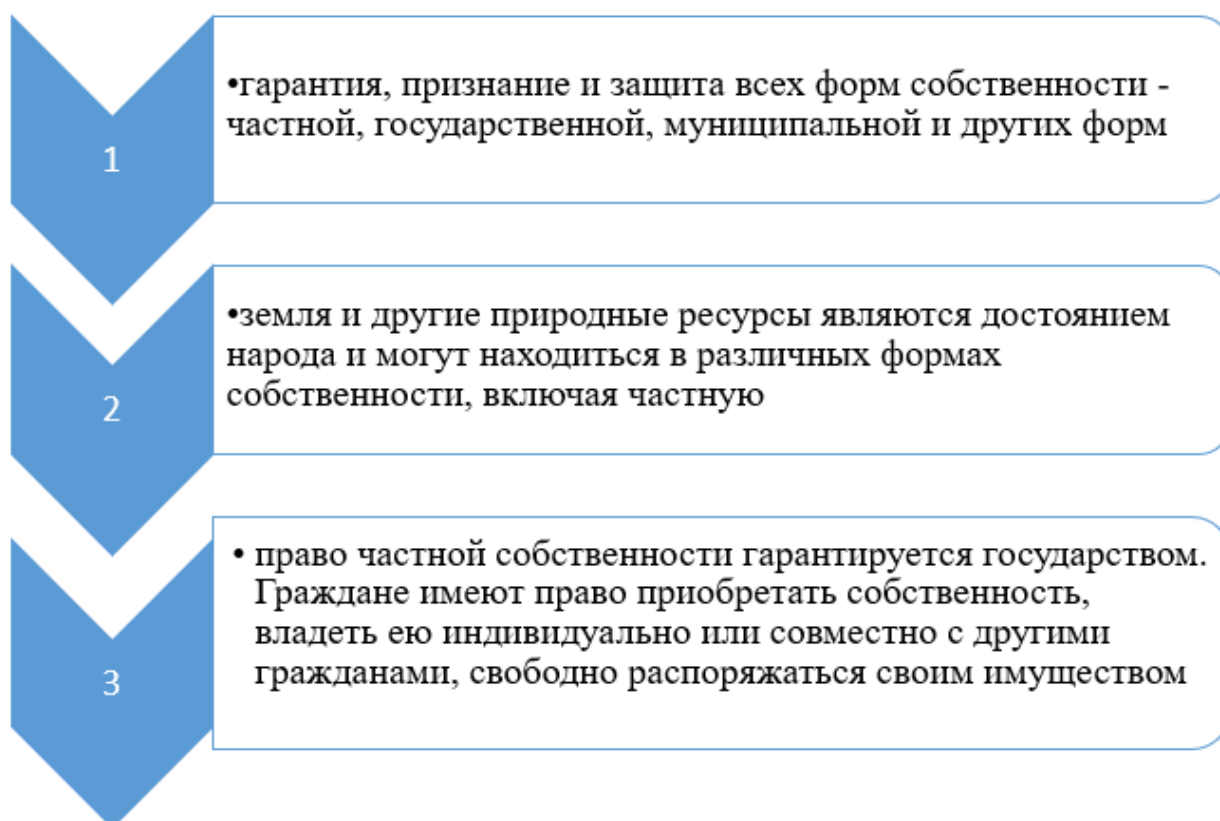 1
•гарантия, признание и защита всех форм собственности -
частной, государственной, муниципальной и других форм
2
•земля и другие природные ресурсы являются достоянием
народа и могут находиться в различных формах
собственности, включая частную
3
• право частной собственности гарантируется государством.
Граждане имеют право приобретать собственность,
владеть ею индивидуально или совместно с другими
гражданами, свободно распоряжаться своим имуществом